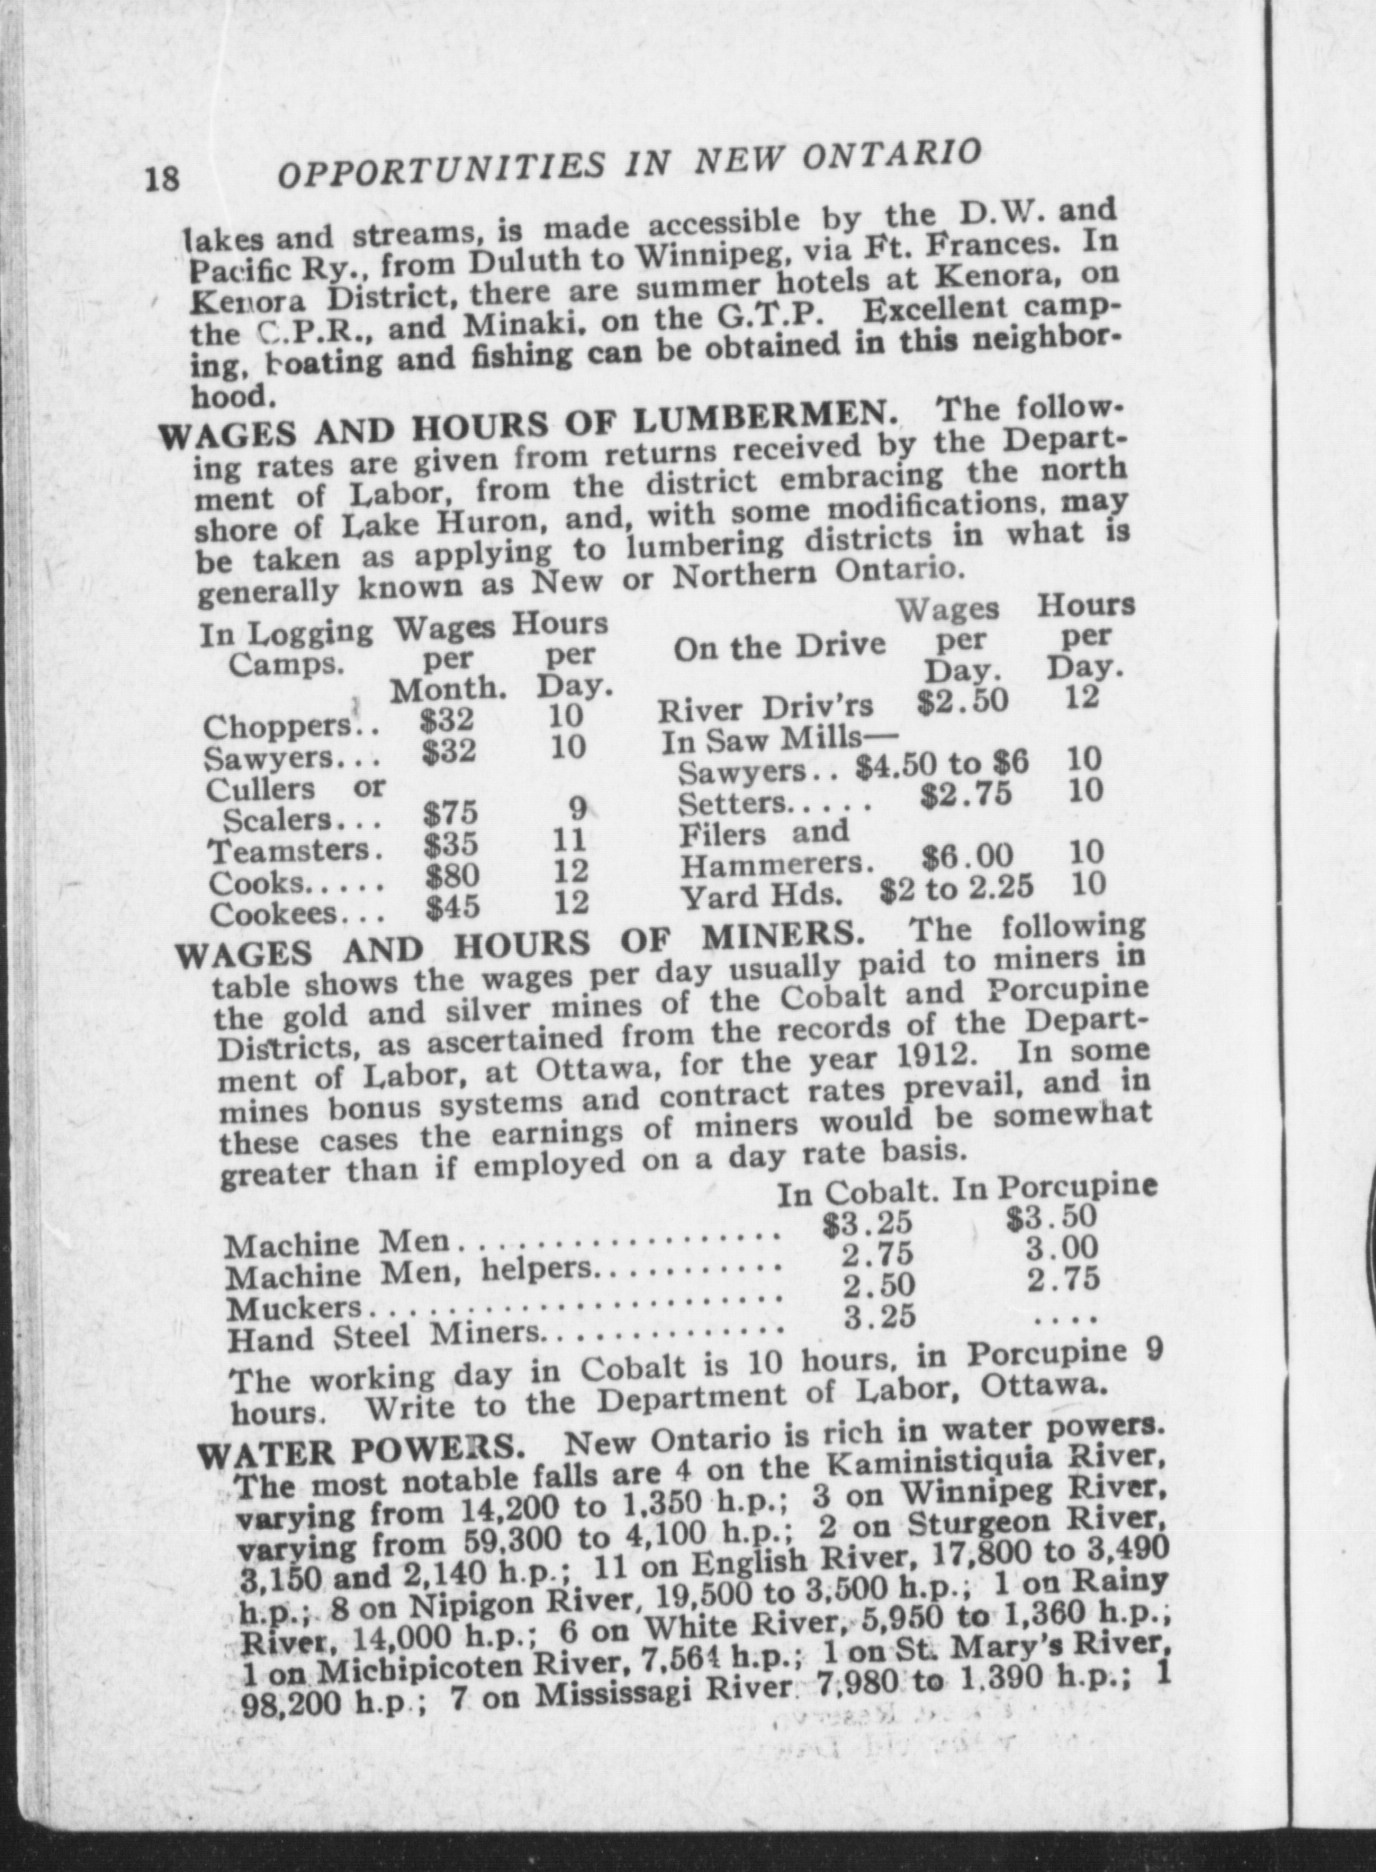 18 OPPORTUNITIES IN NEW ONTARIO
lakes and streams, is made accessible by the D.W. and
Pacific Ry., from Duluth to Winnipeg, via Ft. Frances. In
Kenora District, there are summer hotels at Kenora, on
the C.P.R., and Minaki, on the G.T.P. Excellent camp-
ing, boating and fishing can be obtained in this neighbor-
hood.
WAGES AND HOURS OF LUMBERMEN. The follow-
ing rates are given from returns received by the Depart-
ment of Labor, from the district embracing the north
shore of Lake Huron, and, with some modifications, may
be taken as applying to lumbering districts in what is
generally known as New or Northern Ontario.
In Logging Wages Hours
Camps. per per
Month. Day.
Choppers.. $32 10
Sawyers... $32 10
Cullers or
Scalers... $75 9
Teamsters. $35 11
Cooks..... $80 12
Cookees... $45 12
Wages Hours
On the Drive per per
Day. Day.
River Driv'rs $2.50 12
In Saw Mills—
Sawyers.. $4.50 to $6 10
Setters..... $2.75 10
Filers and
Hammerers. $6.00 10
Yard Hds. $2 to 2.25 10
WAGES AND HOURS OF MINERS. The following
table shows the wages per day usually paid to miners in
the gold and silver mines of the Cobalt and Porcupine
Districts, as ascertained from the records of the Depart-
ment of Labor, at Ottawa, for the year 1912. In some
mines bonus systems and contract rates prevail, and in
these cases the earnings of miners would be somewhat
greater than if employed on a day rate basis.
In Cobalt. In Porcupine
Machine Men.................. $3.25 $3.50
Machine Men, helpers........... 2.75 3.00
Muckers....................... 2.50 2.75
Hand Steel Miners.............. 3.25 ....
The working day in Cobalt is 10 hours, in Porcupine 9
hours. Write to the Department of Labor, Ottawa.
WATER POWERS. New Ontario is rich in water powers.
The most notable falls are 4 on the Kaministiquia River,
varying from 14,200 to 1,350 h.p.; 3 on Winnipeg River,
varying from 59,300 to 4,100 h.p.; 2 on Sturgeon River,
3,150 and 2,140 h.p.; 11 on English River, 17,800 to 3,490
h.p.; 8 on Nipigon River, 19,500 to 3,500 h.p.; 1 on Rainy
River, 14,000 h.p.; 6 on White River, 5,950 to 1,360 h.p.;
1 on Michipicoten River, 7,564 h.p.; 1 on St. Mary's River,
98,200 h.p.; 7 on Mississagi River 7,980 to 1,390 h.p.; 1